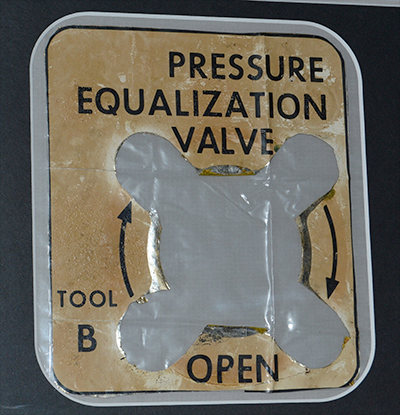 PRESSURE
EQUALIZATION
VALVE
TOOL
B
OPEN